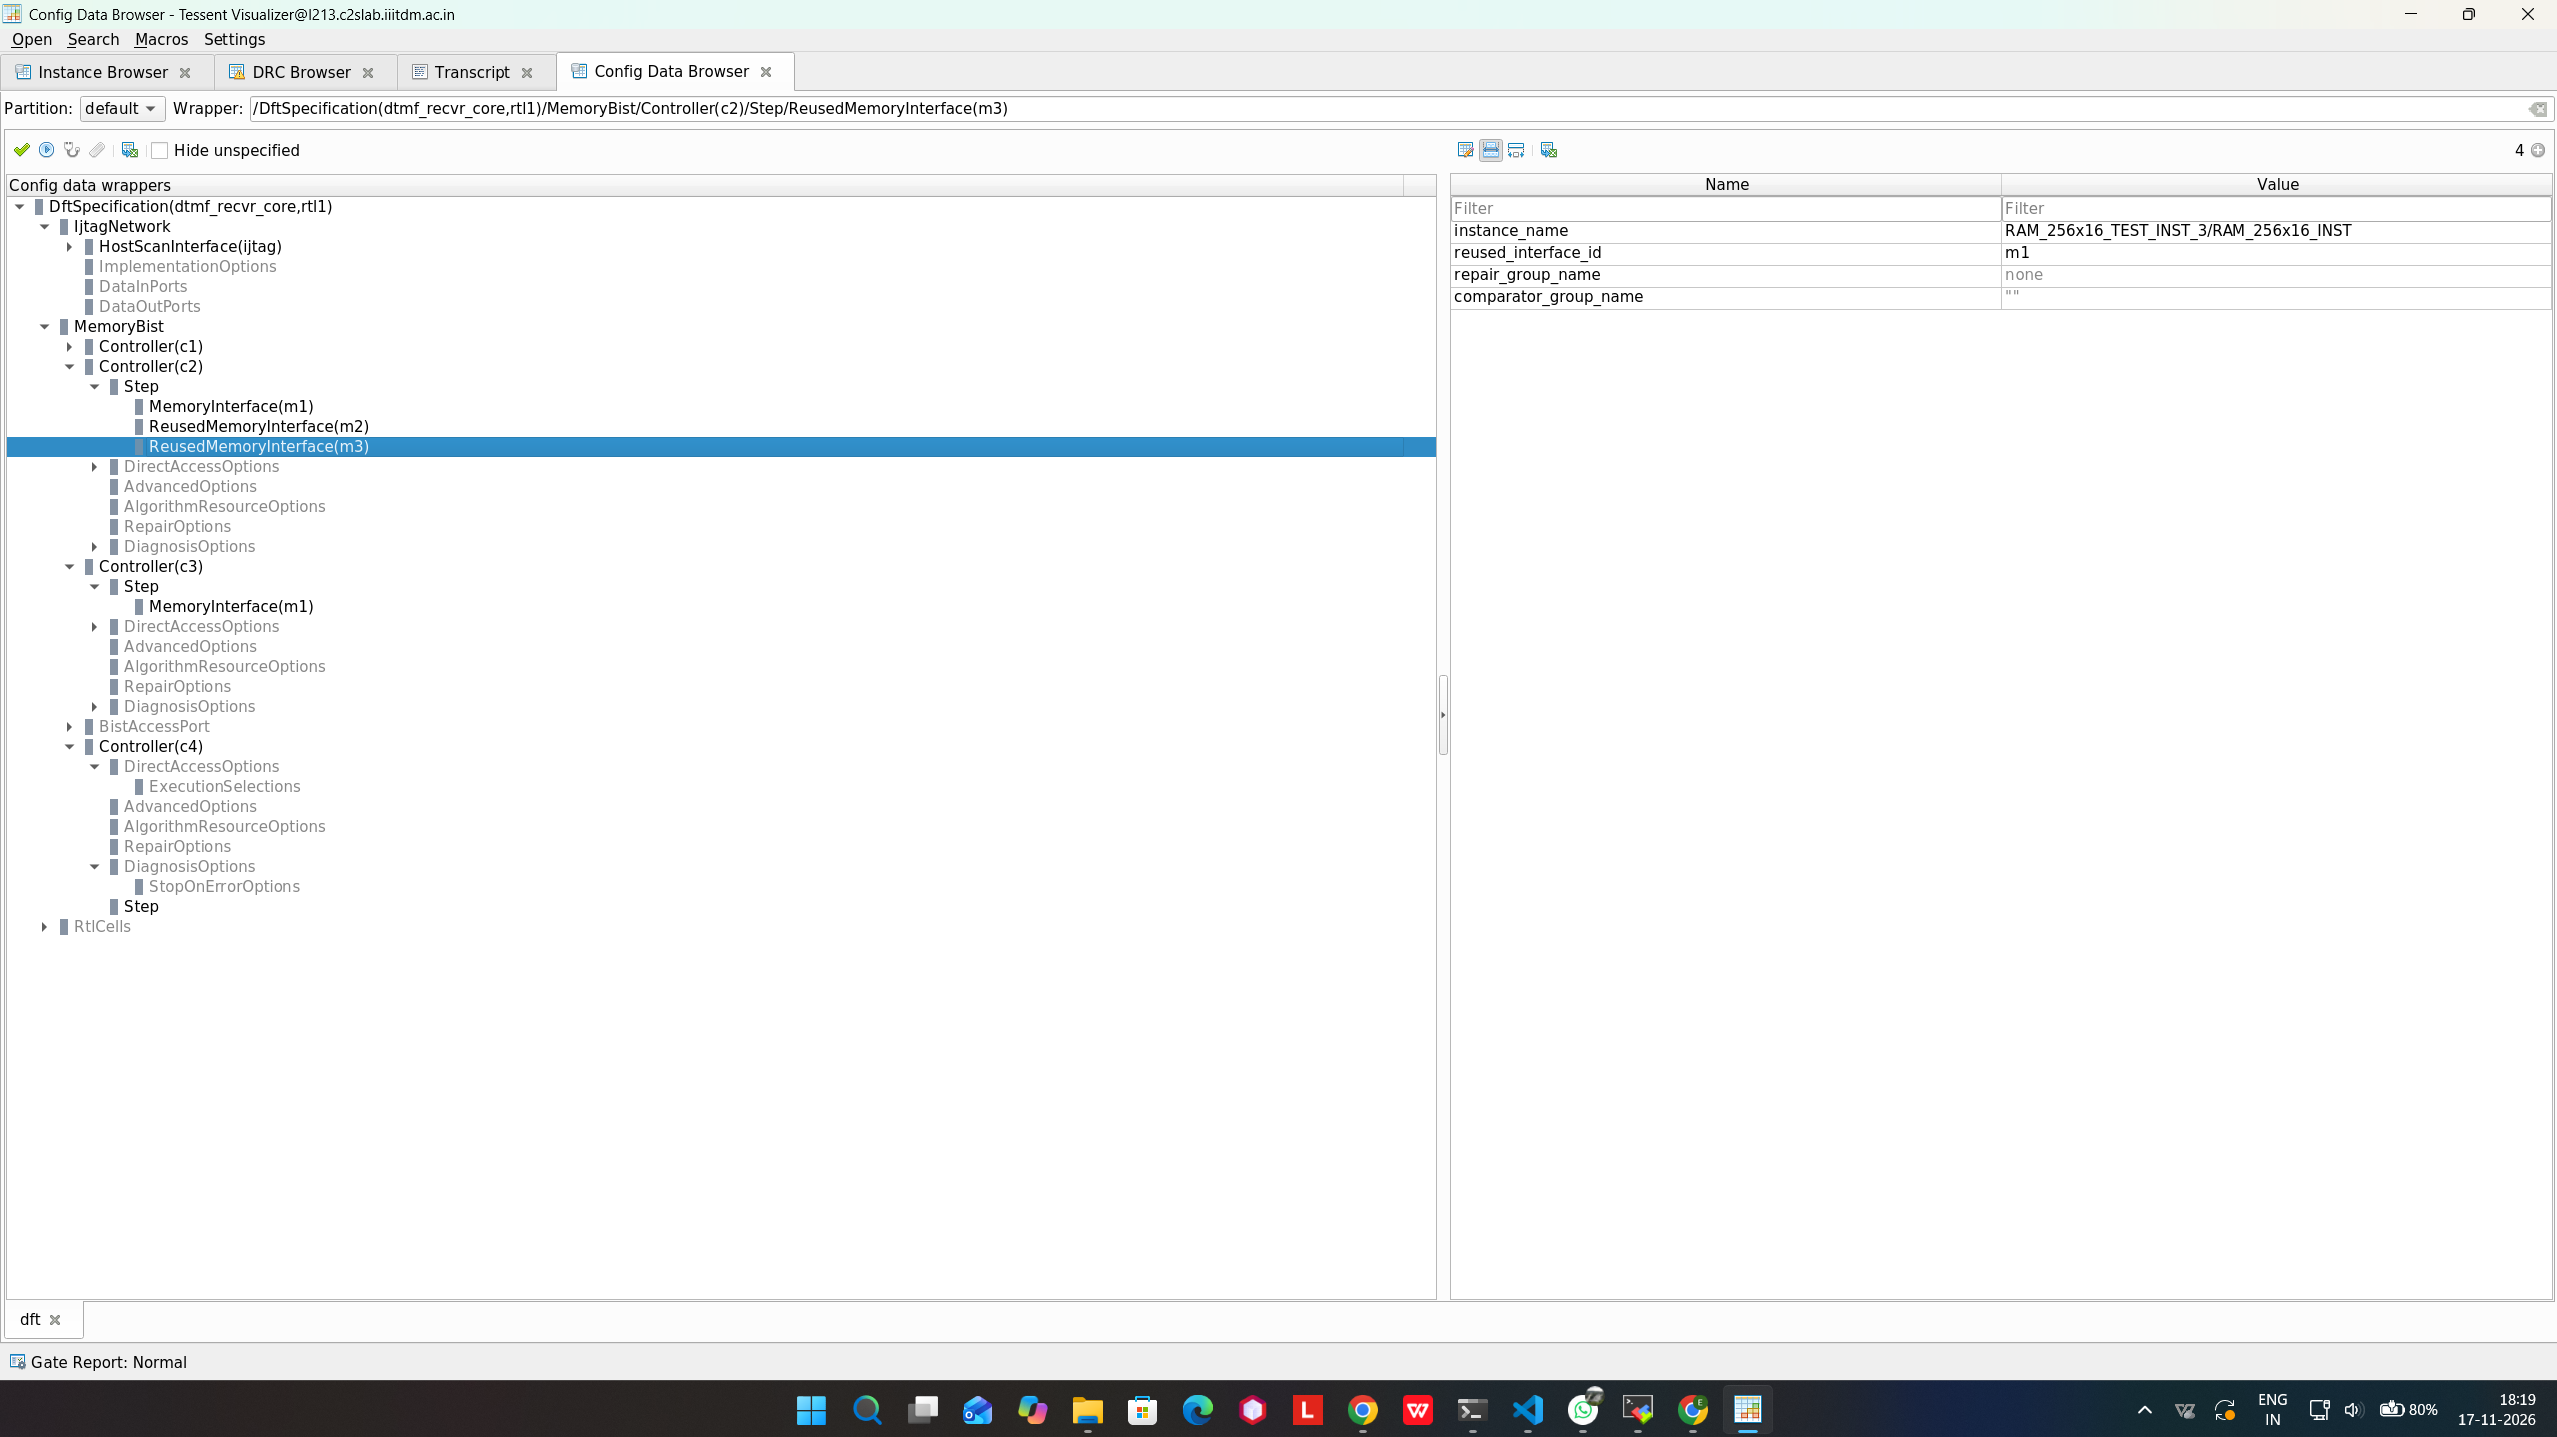 Config Data Browser - Tessent Visualizer@l213.c2slab.iiitdm.ac.in
Open Search Macros Settings
Instance Browser DRC Browser Transcript Config Data Browser
Partition: default Wrapper: /DftSpecification(dtmf_recvr_core,rtl1)/MemoryBist/Controller(c2)/Step/ReusedMemoryInterface(m3)
Hide unspecified
4
Config data wrappers
DftSpecification(dtmf_recvr_core,rtl1)
IjtagNetwork
HostScanInterface(ijtag)
ImplementationOptions
DataInPorts
DataOutPorts
MemoryBist
Controller(c1)
Controller(c2)
Step
MemoryInterface(m1)
ReusedMemoryInterface(m2)
ReusedMemoryInterface(m3)
DirectAccessOptions
AdvancedOptions
AlgorithmResourceOptions
RepairOptions
DiagnosisOptions
Controller(c3)
Step
MemoryInterface(m1)
DirectAccessOptions
AdvancedOptions
AlgorithmResourceOptions
RepairOptions
DiagnosisOptions
BistAccessPort
Controller(c4)
DirectAccessOptions
ExecutionSelections
AdvancedOptions
AlgorithmResourceOptions
RepairOptions
DiagnosisOptions
StopOnErrorOptions
Step
RtlCells
Name Value
Filter Filter
instance_name RAM_256x16_TEST_INST_3/RAM_256x16_INST
reused_interface_id m1
repair_group_name none
comparator_group_name ""
dft
Gate Report: Normal
L
W
E
ENG
IN
80%
18:19
17-11-2026